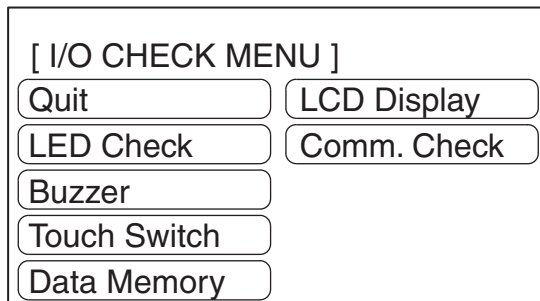 [ I/O CHECK MENU ]
Quit
LCD Display
LED Check
Comm. Check
Buzzer
Touch Switch
Data Memory